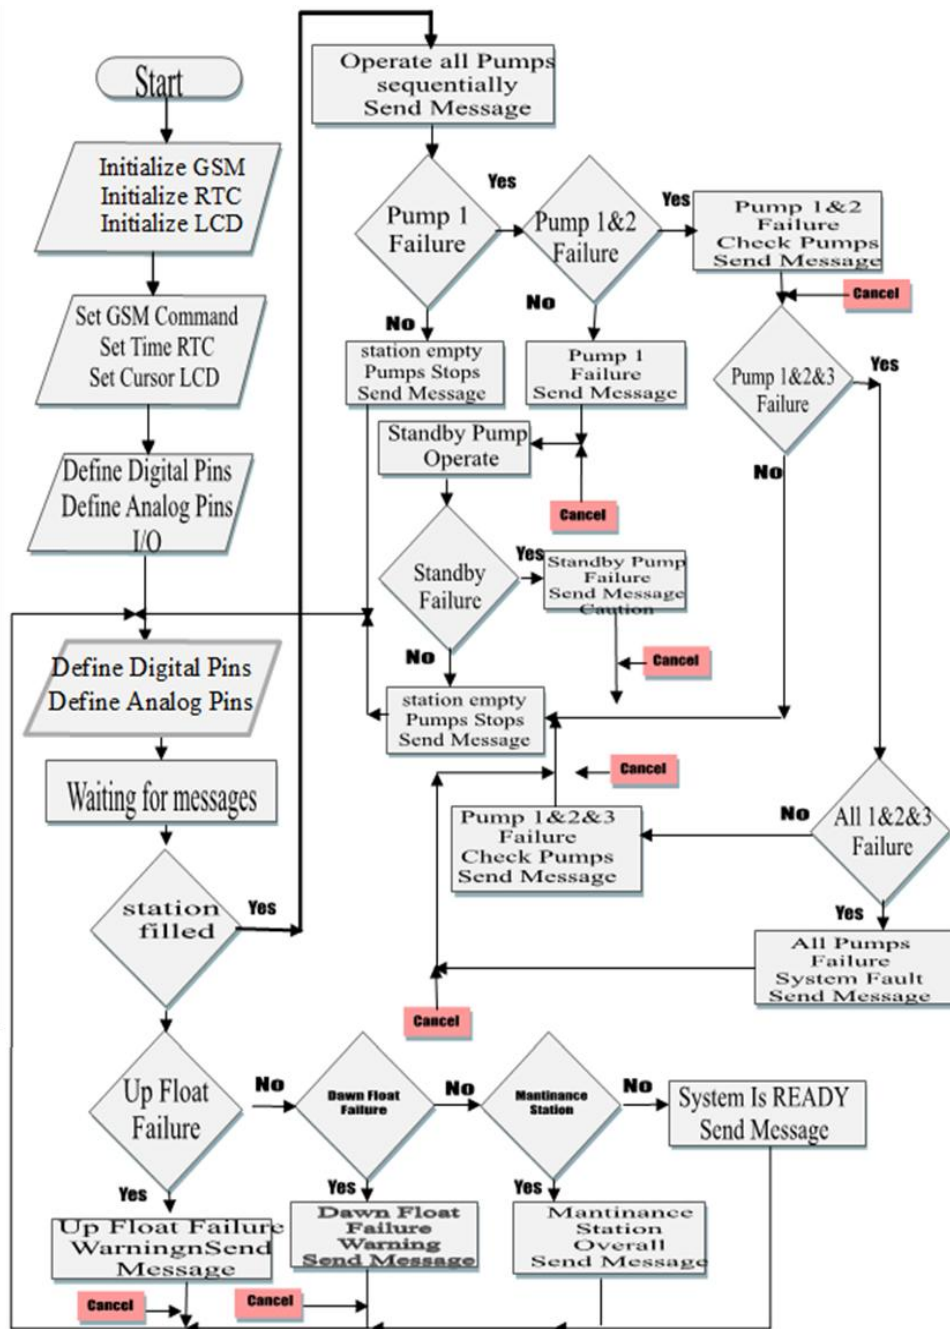 Start
Initialize GSM
Initialize RTC
Initialize LCD
Set GSM Command
Set Time RTC
Set Cursor LCD
Define Digital Pins
Define Analog Pins
I/O
Define Digital Pins
Define Analog Pins
Waiting for messages
station
filled
Yes
Operate all Pumps
sequentially
Send Message
Pump 1
Failure
Yes
No
Pump 1&2
Failure
Yes
No
Pump 1&2
Failure
Check Pumps
Send Message
Cancel
station empty
Pumps Stops
Send Message
Pump 1
Failure
Send Message
Pump 1&2&3
Failure
Yes
No
Standby Pump
Operate
Cancel
Standby
Failure
Yes
No
Standby Pump
Failure
Send Message
Caution
Cancel
station empty
Pumps Stops
Send Message
Cancel
Pump 1&2&3
Failure
Check Pumps
Send Message
No
All 1&2&3
Failure
Yes
All Pumps
Failure
System Fault
Send Message
Cancel
Up Float
Failure
No
Yes
Dawn Float
Failure
No
Yes
Mantinance
Station
No
Yes
System Is READY
Send Message
Up Float Failure
WarningnSend
Message
Dawn Float
Failure
Warning
Send Message
Mantinance
Station
Overall
Send Message
Cancel
Cancel